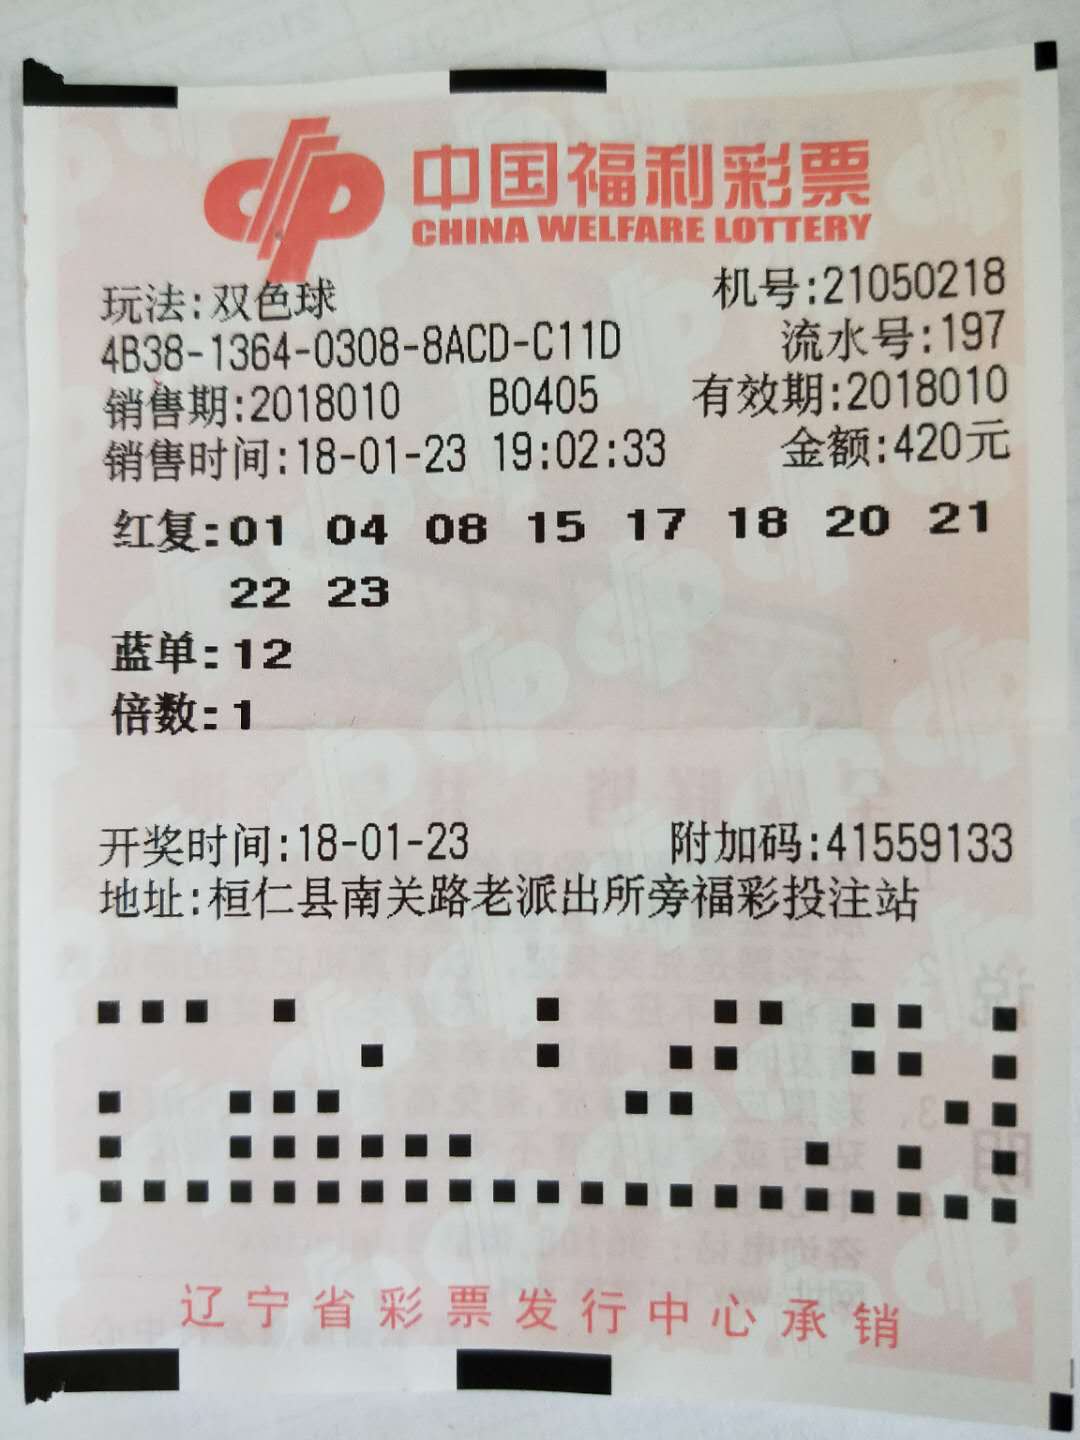 中国福利彩票
CHINA WELFARE LOTTERY
玩法:双色球 机号:21050218
4B38-1364-0308-8ACD-C11D 流水号:197
销售期:2018010 B0405 有效期:2018010
销售时间:18-01-23 19:02:33 金额:420元
红复:01 04 08 15 17 18 20 21
22 23
蓝单:12
倍数:1
开奖时间:18-01-23 附加码:41559133
地址:桓仁县南关路老派出所旁福彩投注站
辽宁省彩票发行中心承销